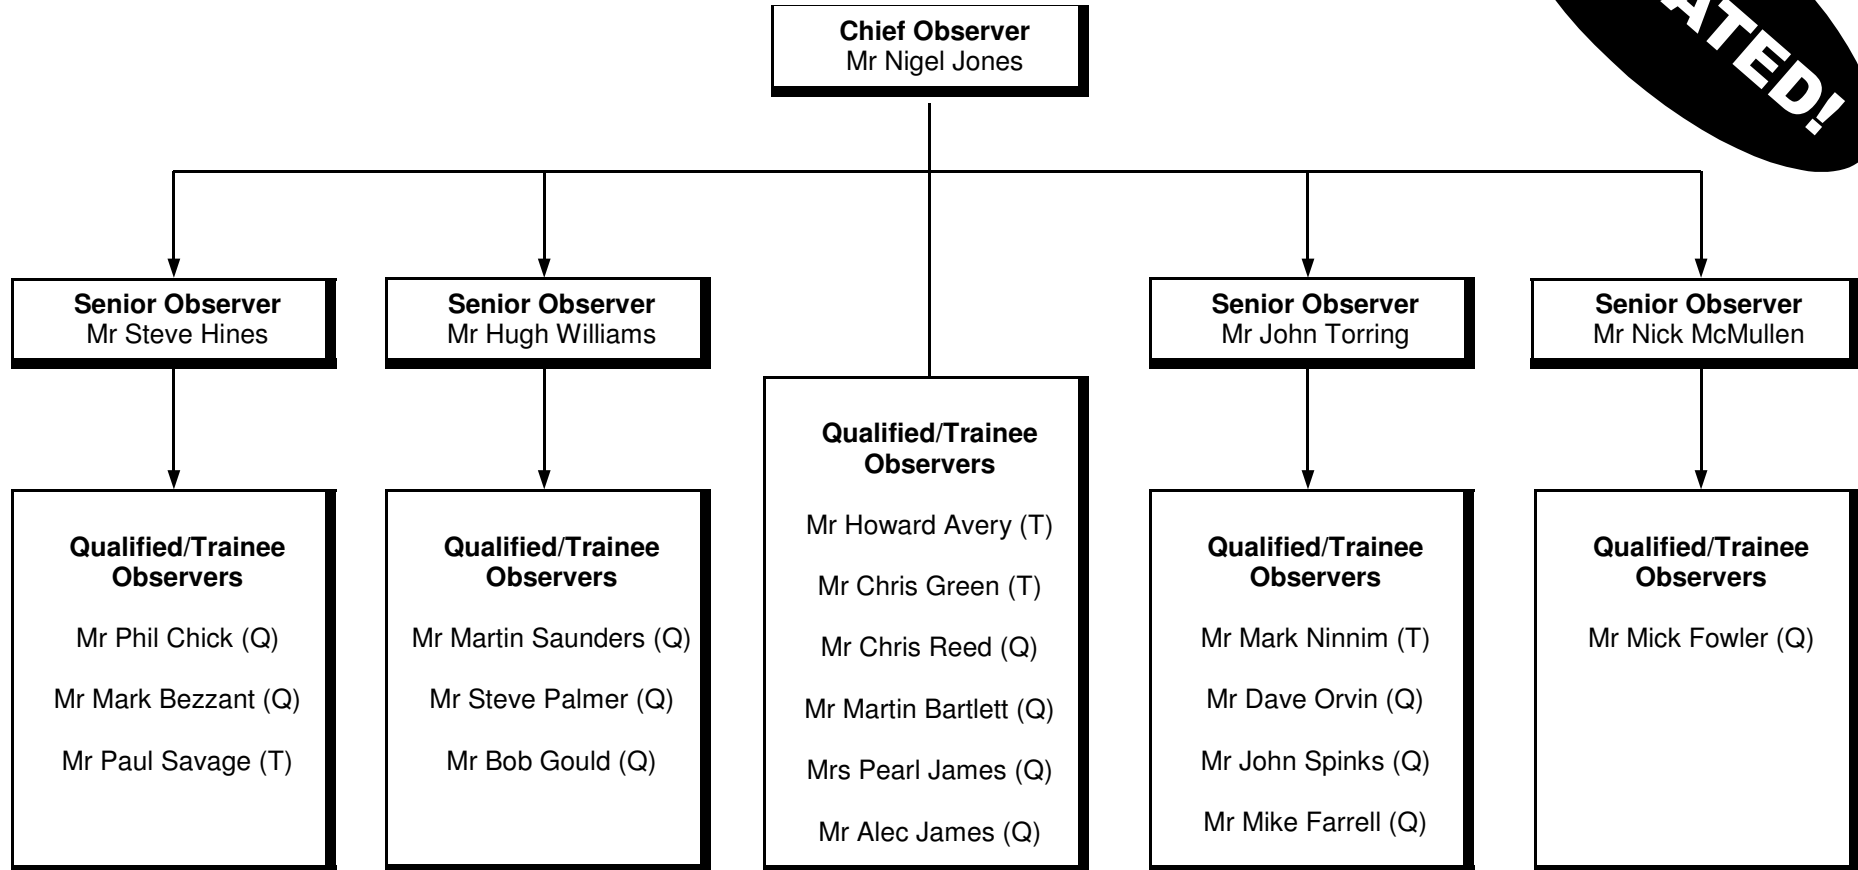 Chief Observer
Mr Nigel Jones
ATED!
Senior Observer
Mr Steve Hines
Senior Observer
Mr Hugh Williams
Senior Observer
Mr John Torring
Senior Observer
Mr Nick McMullen
Qualified/Trainee
Observers
Mr Phil Chick (Q)
Mr Mark Bezzant (Q)
Mr Paul Savage (T)
Qualified/Trainee
Observers
Mr Martin Saunders (Q)
Mr Steve Palmer (Q)
Mr Bob Gould (Q)
Qualified/Trainee
Observers
Mr Howard Avery (T)
Mr Chris Green (T)
Mr Chris Reed (Q)
Mr Martin Bartlett (Q)
Mrs Pearl James (Q)
Mr Alec James (Q)
Qualified/Trainee
Observers
Mr Mark Ninnim (T)
Mr Dave Orvin (Q)
Mr John Spinks (Q)
Mr Mike Farrell (Q)
Qualified/Trainee
Observers
Mr Mick Fowler (Q)